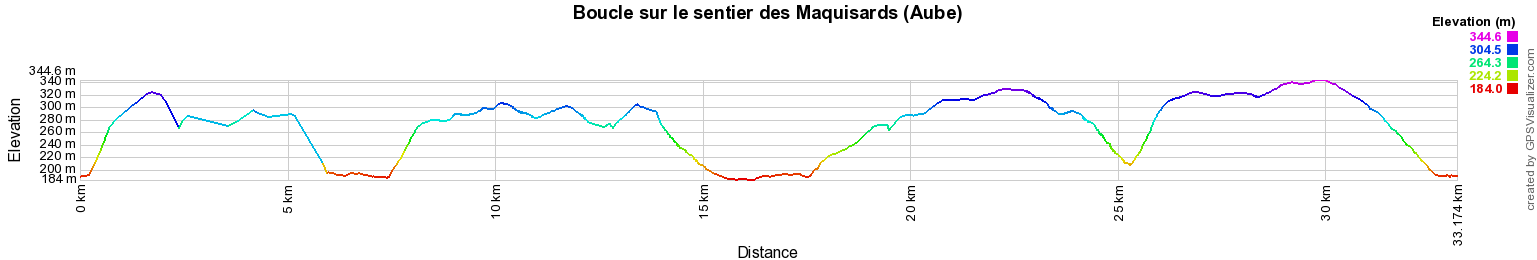 Boucle sur le sentier des Maquisards (Aube)
Elevation (m)
344.6
304.5
264.3
224.2
184.0
344.6 m
340 m
320 m
300 m
280 m
260 m
240 m
220 m
200 m
184 m
Elevation
0 km
5 km
10 km
15 km
20 km
25 km
30 km
33.174 km
Distance
created by GPSVisualizer.com